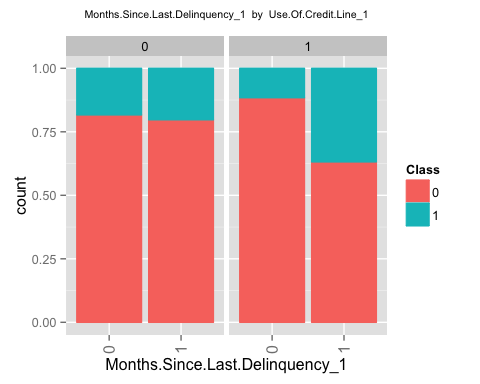 Months.Since.Last.Delinquency_1 by Use.Of.Credit.Line_1
0 1
1.00
0.75
0.50
0.25
0.00
count
0 1 0 1
Months.Since.Last.Delinquency_1
Class
0
1